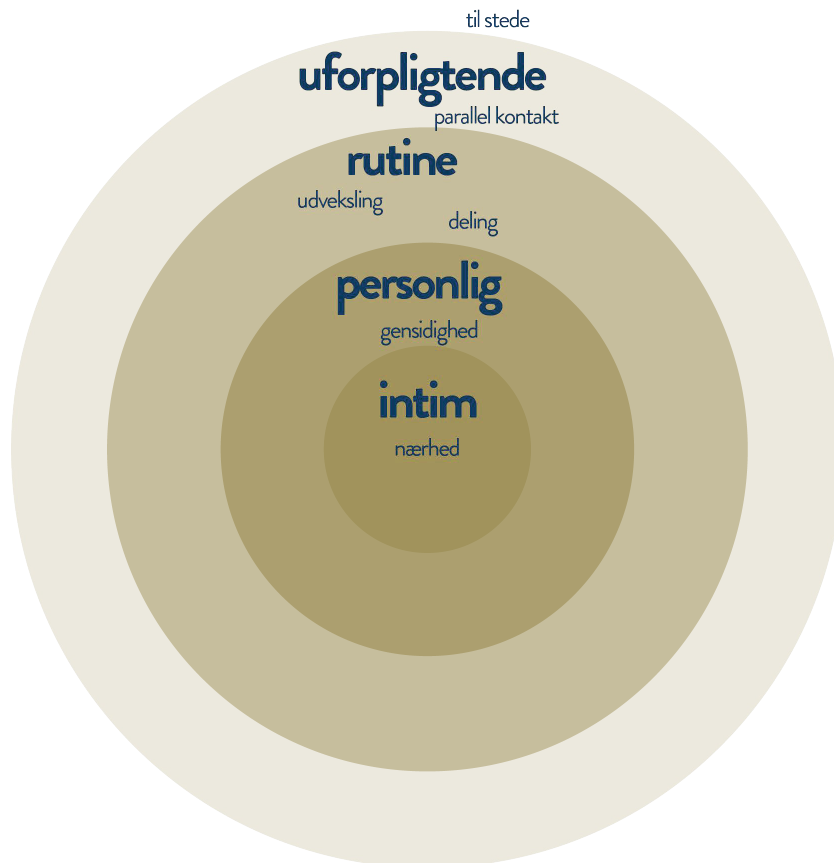 til stede
uforpligtende
parallel kontakt
rutine
udveksling
deling
personlig
gensidighed
intim
nærhed